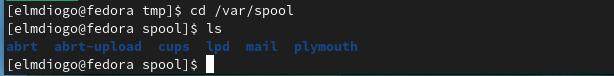 [elmdiogo@fedora tmp]$ cd /var/spool
[elmdiogo@fedora spool]$ ls
abrt  abrt-upload  cups  lpd  mail  plymouth
[elmdiogo@fedora spool]$